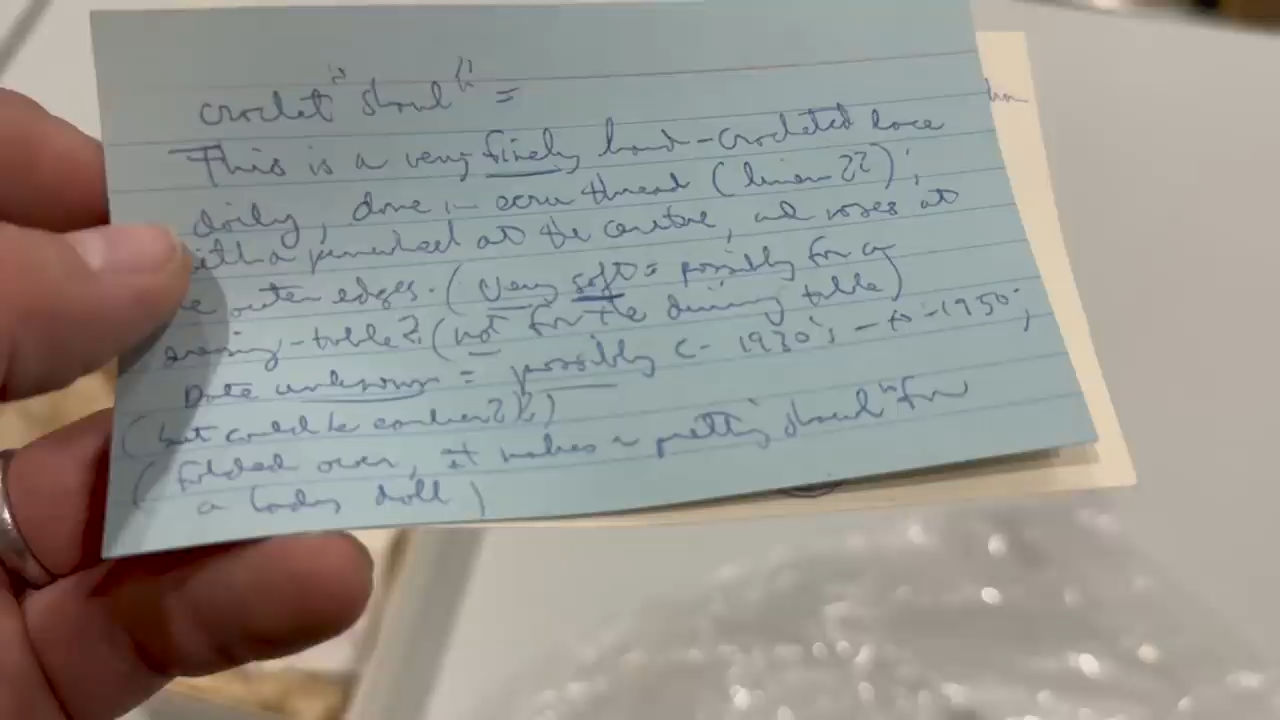 crochet "shawl" =
This is a very finely hand-crocheted lace
doily, done in ecru thread (linen??);
with a pinwheel at the centre, and roses at
the outer edges. (Very soft = possibly for a
evening-table? (not for the dining table)
Date unknown = possibly c- 1930's - to -1950;
(but could be earlier??)
(folded over, it makes a pretty "shawl" for
a lady doll)